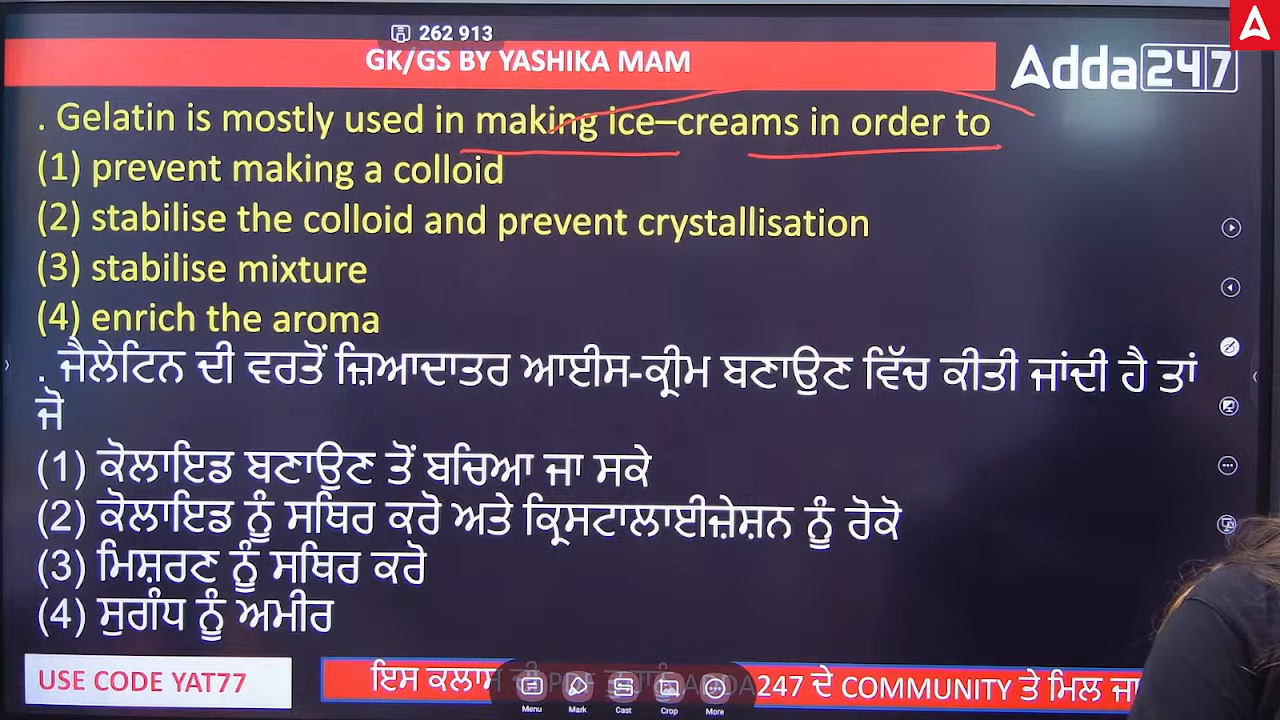 262 913
GK/GS BY YASHIKA MAM
Adda247
. Gelatin is mostly used in making ice–creams in order to
(1) prevent making a colloid
(2) stabilise the colloid and prevent crystallisation
(3) stabilise mixture
(4) enrich the aroma
. ਜੈਲੇਟਿਨ ਦੀ ਵਰਤੋਂ ਜ਼ਿਆਦਾਤਰ ਆਈਸ-ਕ੍ਰੀਮ ਬਣਾਉਣ ਵਿੱਚ ਕੀਤੀ ਜਾਂਦੀ ਹੈ ਤਾਂ
ਜੋ
(1) ਕੋਲਾਇਡ ਬਣਾਉਣ ਤੋਂ ਬਚਿਆ ਜਾ ਸਕੇ
(2) ਕੋਲਾਇਡ ਨੂੰ ਸਥਿਰ ਕਰੋ ਅਤੇ ਕ੍ਰਿਸਟਾਲਾਈਜ਼ੇਸ਼ਨ ਨੂੰ ਰੋਕੋ
(3) ਮਿਸ਼ਰਣ ਨੂੰ ਸਥਿਰ ਕਰੋ
(4) ਸੁਗੰਧ ਨੂੰ ਅਮੀਰ
USE CODE YAT77
ਇਸ ਕਲਾਸ ਦੀ PDF ADDA 247 ਦੇ COMMUNITY ਤੇ ਮਿਲ
Menu Mark Cast Crop More